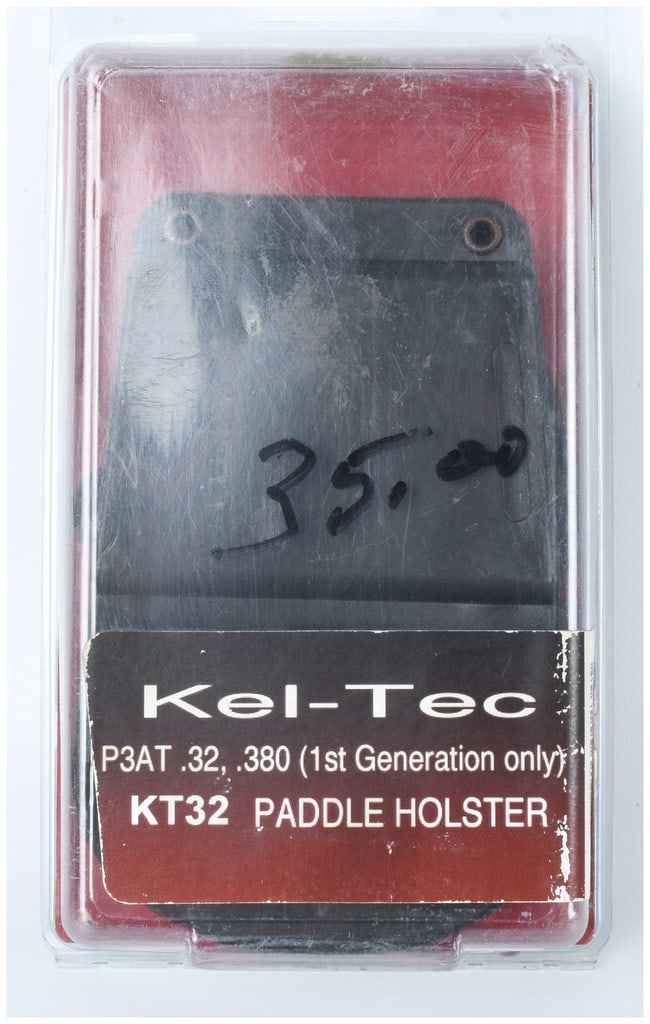 35.00
Kel-Tec
P3AT .32, .380 (1st Generation only)
KT32 PADDLE HOLSTER